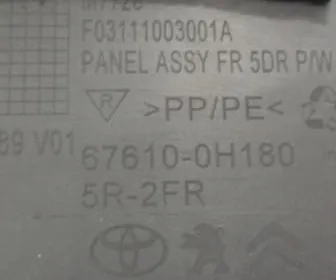 F03111003001A
PANEL ASSY FR 5DR P/W
R >PP/PE<
89 V01
67610-0H180
5R-2FR